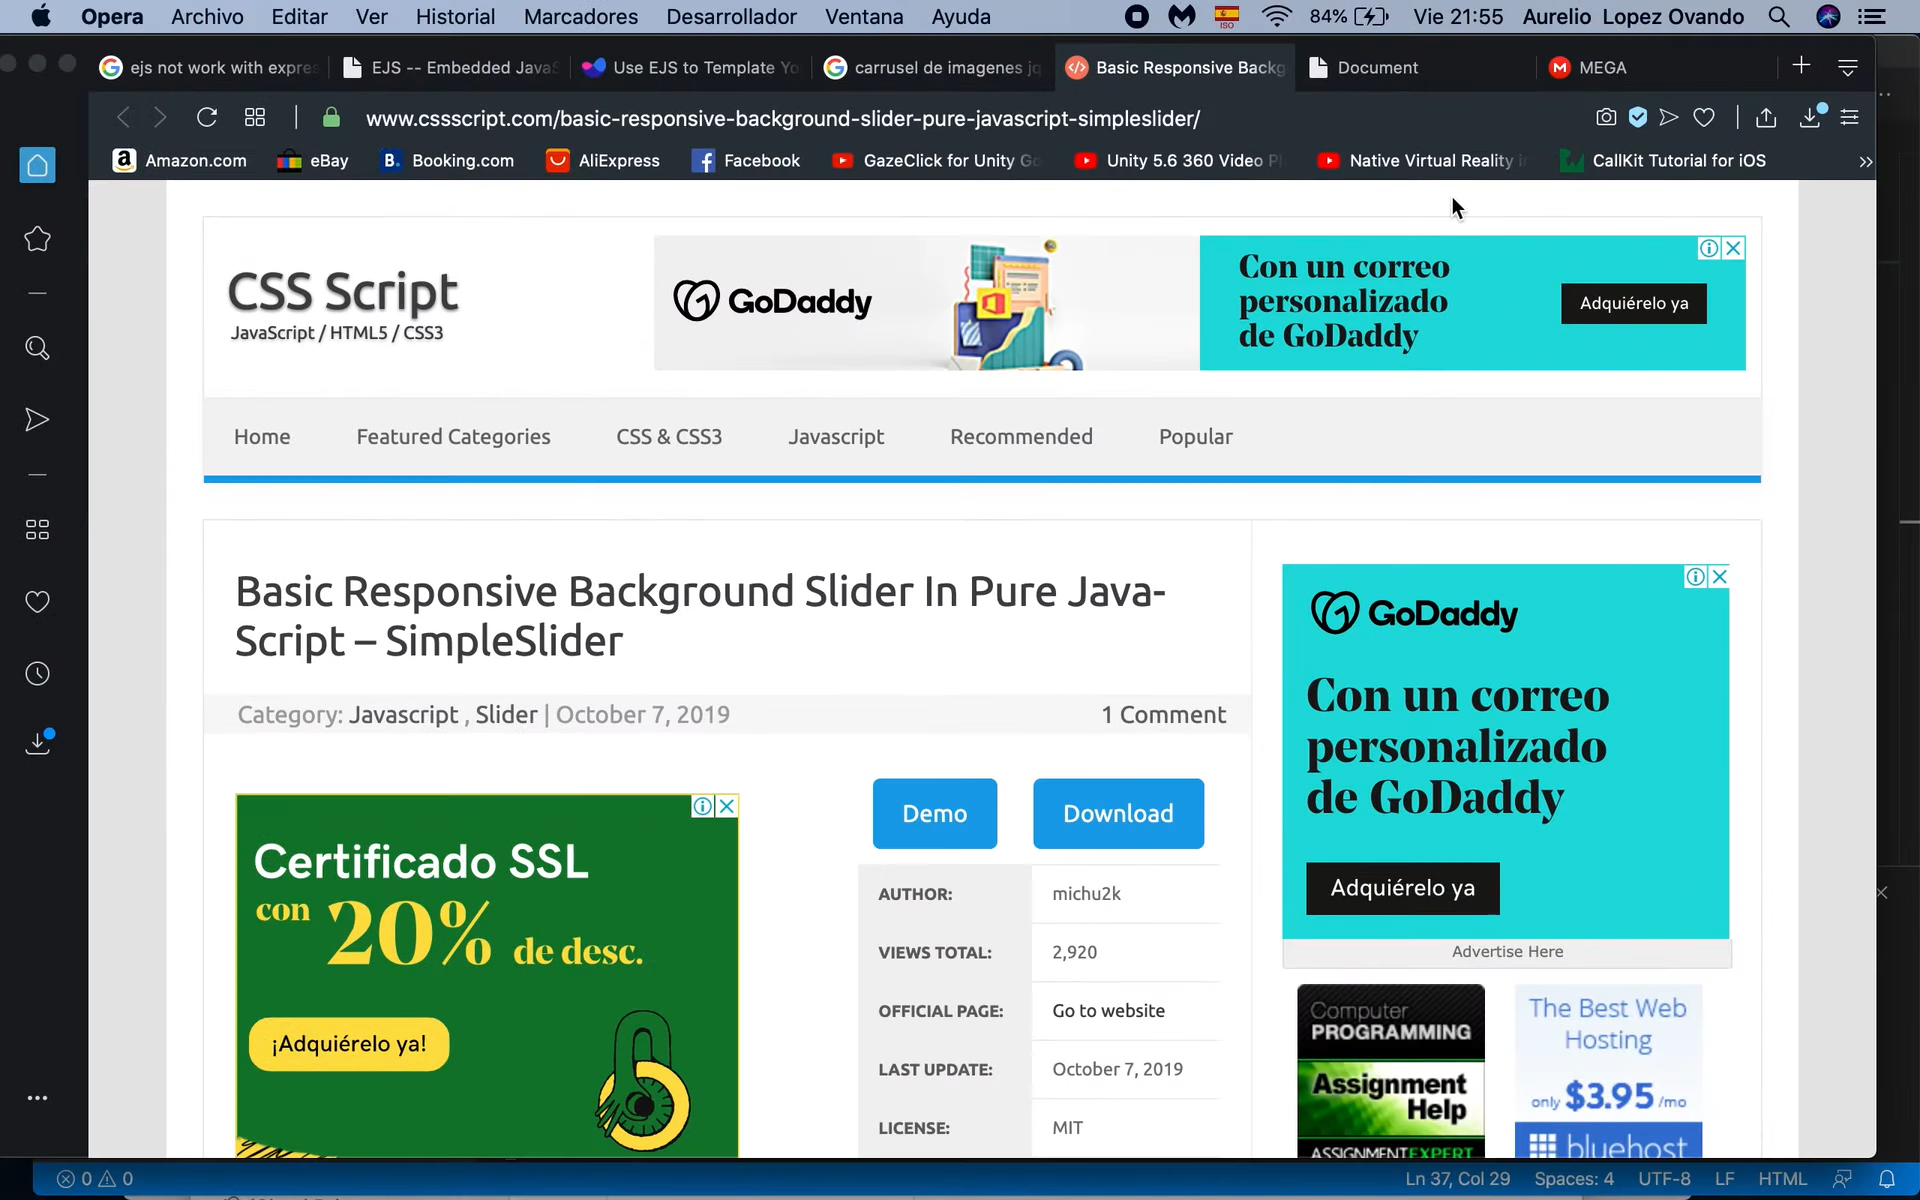 Opera Archivo Editar Ver Historial Marcadores Desarrollador Ventana Ayuda ISO 84% Vie 21:55 Aurelio Lopez Ovando
ejs not work with expres
EJS -- Embedded JavaS
Use EJS to Template Yo
carrusel de imagenes jq
Basic Responsive Backg
Document
MEGA
www.cssscript.com/basic-responsive-background-slider-pure-javascript-simpleslider/
Amazon.com eBay Booking.com AliExpress Facebook GazeClick for Unity Go Unity 5.6 360 Video Pl Native Virtual Reality in CallKit Tutorial for iOS
CSS Script
JavaScript / HTML5 / CSS3
GoDaddy
Con un correo
personalizado
de GoDaddy
Adquiérelo ya
Home Featured Categories CSS & CSS3 Javascript Recommended Popular
Basic Responsive Background Slider In Pure Java-
Script – SimpleSlider
Category: Javascript , Slider | October 7, 2019
1 Comment
Certificado SSL
con 20% de desc.
¡Adquiérelo ya!
Demo
Download
AUTHOR: michu2k
VIEWS TOTAL: 2,920
OFFICIAL PAGE: Go to website
LAST UPDATE: October 7, 2019
LICENSE: MIT
GoDaddy
Con un correo
personalizado
de GoDaddy
Adquiérelo ya
Advertise Here
Computer
PROGRAMMING
Assignment
Help
ASSIGNMENTEXPERT
The Best Web
Hosting
only $3.95 /mo
bluehost
0 0
Ln 37, Col 29 Spaces: 4 UTF-8 LF HTML